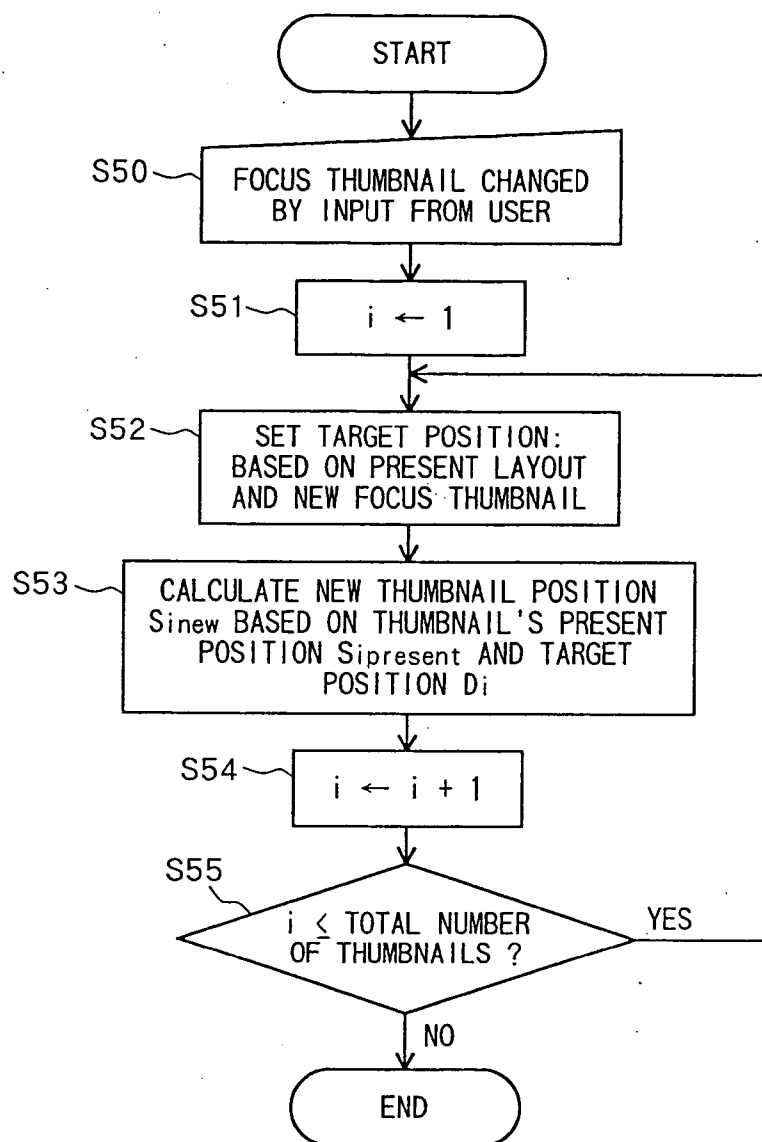 START
S50
FOCUS THUMBNAIL CHANGED
BY INPUT FROM USER
S51
i ← 1
S52
SET TARGET POSITION:
BASED ON PRESENT LAYOUT
AND NEW FOCUS THUMBNAIL
S53
CALCULATE NEW THUMBNAIL POSITION
Sinew BASED ON THUMBNAIL'S PRESENT
POSITION Sipresent AND TARGET
POSITION Di
S54
i ← i + 1
S55
i ≤ TOTAL NUMBER
OF THUMBNAILS ?
YES
NO
END